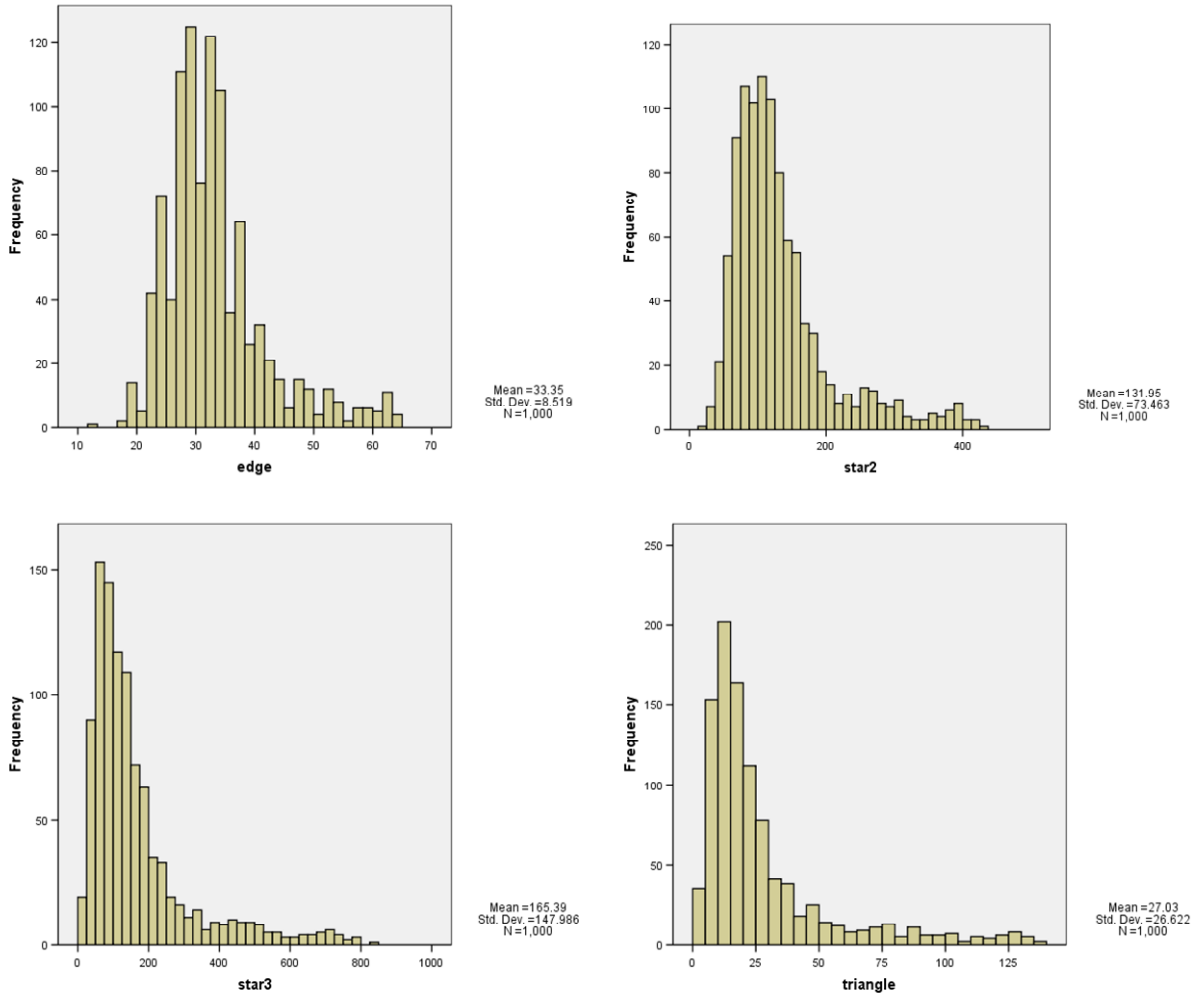 120
100
80
60
40
20
0
Frequency
10 20 30 40 50 60 70
edge
Mean =33.35
Std. Dev. =8.519
N =1,000
120
100
80
60
40
20
0
Frequency
0 200 400
star2
Mean =131.95
Std. Dev. =73.463
N =1,000
150
100
50
0
Frequency
0 200 400 600 800 1000
star3
Mean =165.39
Std. Dev. =147.986
N =1,000
250
200
150
100
50
0
Frequency
0 25 50 75 100 125
triangle
Mean =27.03
Std. Dev. =26.622
N =1,000